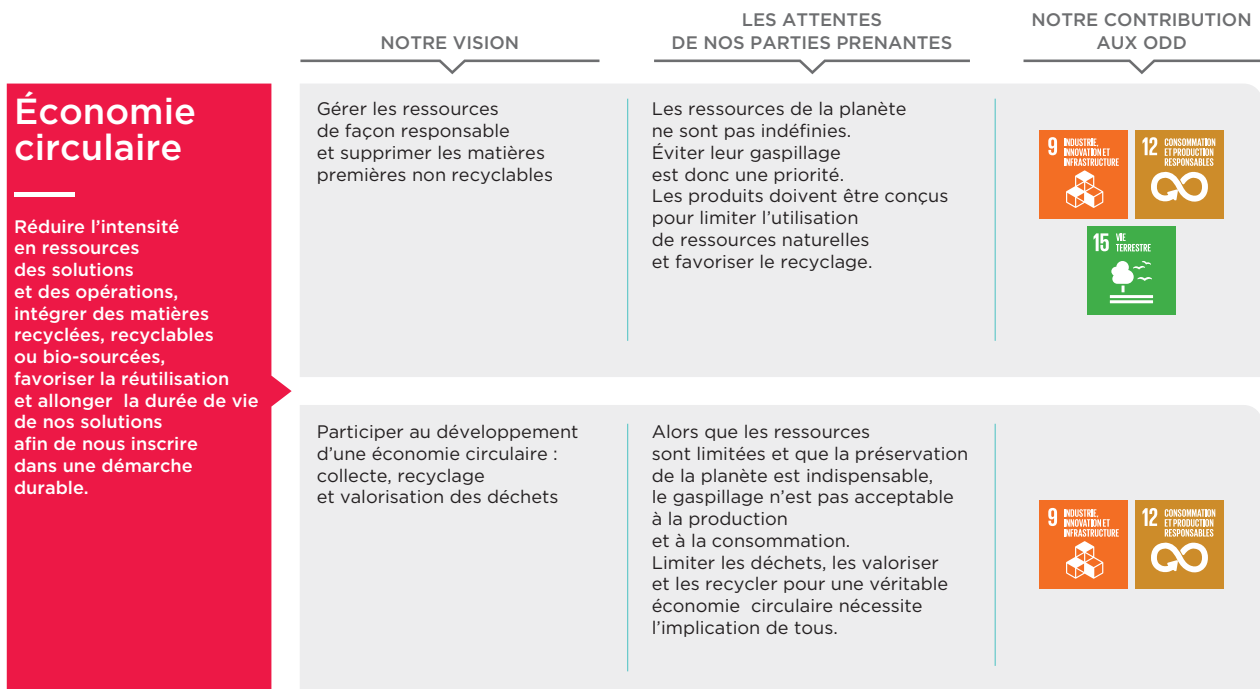 NOTRE VISION
LES ATTENTES
DE NOS PARTIES PRENANTES
NOTRE CONTRIBUTION
AUX ODD
Économie
circulaire
Réduire l’intensité
en ressources
des solutions
et des opérations,
intégrer des matières
recyclées, recyclables
ou bio-sourcées,
favoriser la réutilisation
et allonger la durée de vie
de nos solutions
afin de nous inscrire
dans une démarche
durable.
Gérer les ressources
de façon responsable
et supprimer les matières
premières non recyclables
Les ressources de la planète
ne sont pas indéfinies.
Éviter leur gaspillage
est donc une priorité.
Les produits doivent être conçus
pour limiter l’utilisation
de ressources naturelles
et favoriser le recyclage.
9 INDUSTRIE,
INNOVATION ET
INFRASTRUCTURE
12 CONSOMMATION
ET PRODUCTION
RESPONSABLES
15 VIE
TERRESTRE
Participer au développement
d’une économie circulaire :
collecte, recyclage
et valorisation des déchets
Alors que les ressources
sont limitées et que la préservation
de la planète est indispensable,
le gaspillage n’est pas acceptable
à la production
et à la consommation.
Limiter les déchets, les valoriser
et les recycler pour une véritable
économie circulaire nécessite
l’implication de tous.
9 INDUSTRIE,
INNOVATION ET
INFRASTRUCTURE
12 CONSOMMATION
ET PRODUCTION
RESPONSABLES